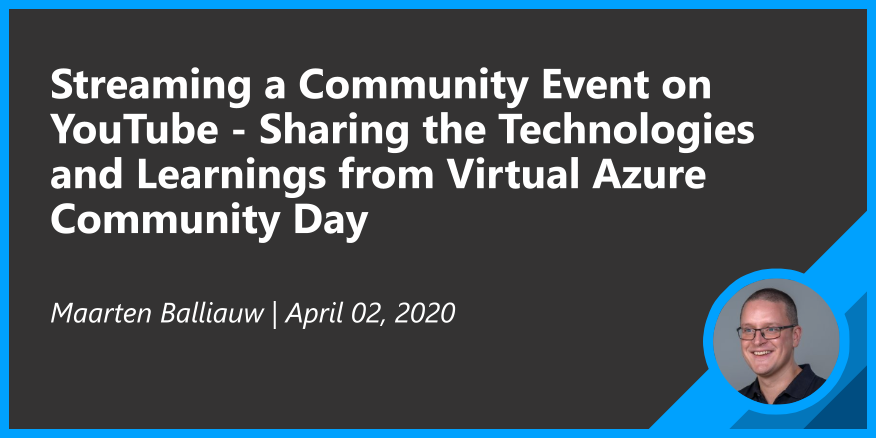 Streaming a Community Event on
YouTube - Sharing the Technologies
and Learnings from Virtual Azure
Community Day
Maarten Balliauw | April 02, 2020